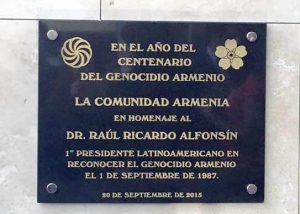 EN EL AÑO DEL
CENTENARIO
DEL GENOCIDIO ARMENIO
LA COMUNIDAD ARMENIA
EN HOMENAJE AL
DR. RAÚL RICARDO ALFONSÍN
1er PRESIDENTE LATINOAMERICANO EN
RECONOCER EL GENOCIDIO ARMENIO
EL 1 DE SEPTIEMBRE DE 1987.
20 DE SEPTIEMBRE DE 2015